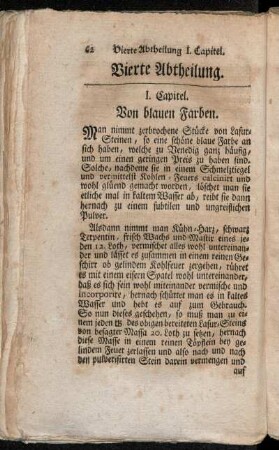 62 Vierte Abtheilung I. Capitel.
Vierte Abtheilung.
I. Capitel.
Von blauen Farben.
Man nimmt zerbrochene Stücke von Lasur-
Steinen, so eine schöne blaue Farbe an
sich haben, welche zu Venedig ganz häufig,
und um einen geringen Preis zu haben sind.
Solche, nachdeme sie in einem Schmelztiegel
und vermittelst Kohlen-Feuers calcinirt und
wohl glüend gemacht worden, löschet man sie
etliche mal in kaltem Wasser ab, reibt sie dann
hernach zu einem subtilen und ungreiflichen
Pulver.
Alsdann nimmt man Kühn-Harz, schwarz
Terpentin, frisch Wachs und Mastix eines je-
den 12. Loth, vermischet alles wohl untereinan-
der und lässet es zusammen in einem reinen Ge-
schirr ob gelindem Kohlfeuer zergehen, rühret
es mit einem eisern Spatel wohl untereinander,
daß es sich sein wohl miteinander vermische und
incorporire, hernach schüttet man es in kaltes
Wasser und hebt es auf zum Gebrauch.
So nun dieses geschehen, so muß man zu ei-
nem jeden ℔ des obigen bereiteten Lasur-Steins
von besagter Massa 20. Loth zu sehen, hernach
diese Masse in einem reinen Töpflein bey ge-
lindem Feuer zerlassen und also nach und nach
den pulverisirten Stein darein vermengen und
auf